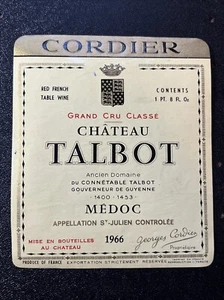 CORDIER
RED FRENCH
TABLE WINE
CONTENTS
1 PT. 8 FL. Oz
GRAND CRU CLASSÉ
CHÂTEAU
TALBOT
Ancien Domaine
DU CONNÉTABLE TALBOT
GOUVERNEUR DE GUYENNE
-1400-1453-
MÉDOC
APPELLATION St-JULIEN CONTROLÉE
MISE EN BOUTEILLES
AU CHATEAU
1966
Georges Cordier
Propriétaire
PRODUCE OF FRANCE
EXPORTATION STRICTEMENT RESERVÉE